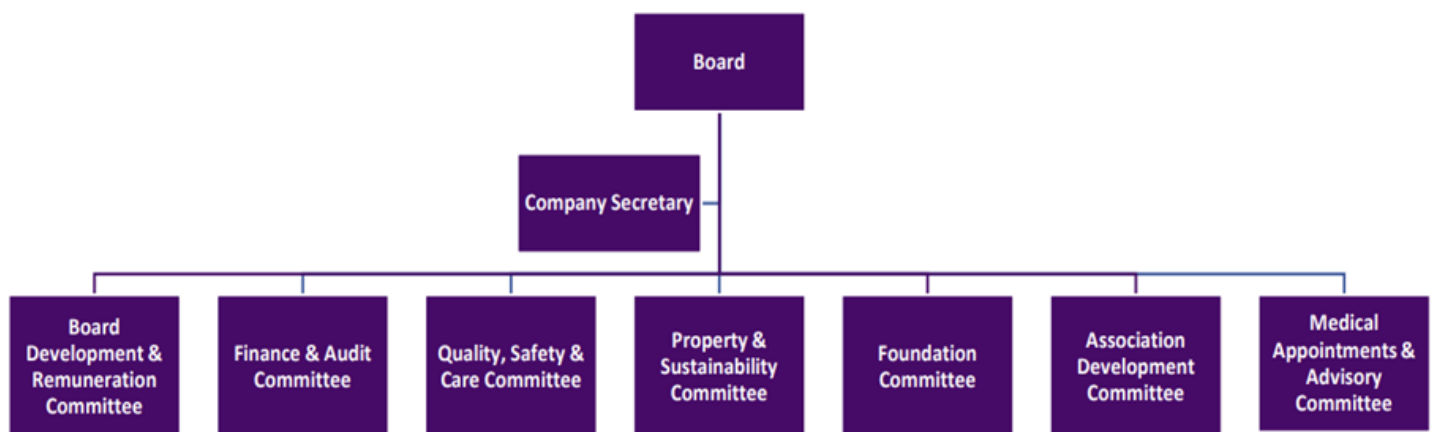 Board
Company Secretary
Board
Development &
Remuneration
Committee
Finance & Audit
Committee
Quality, Safety &
Care Committee
Property &
Sustainability
Committee
Foundation
Committee
Association
Development
Committee
Medical
Appointments &
Advisory
Committee